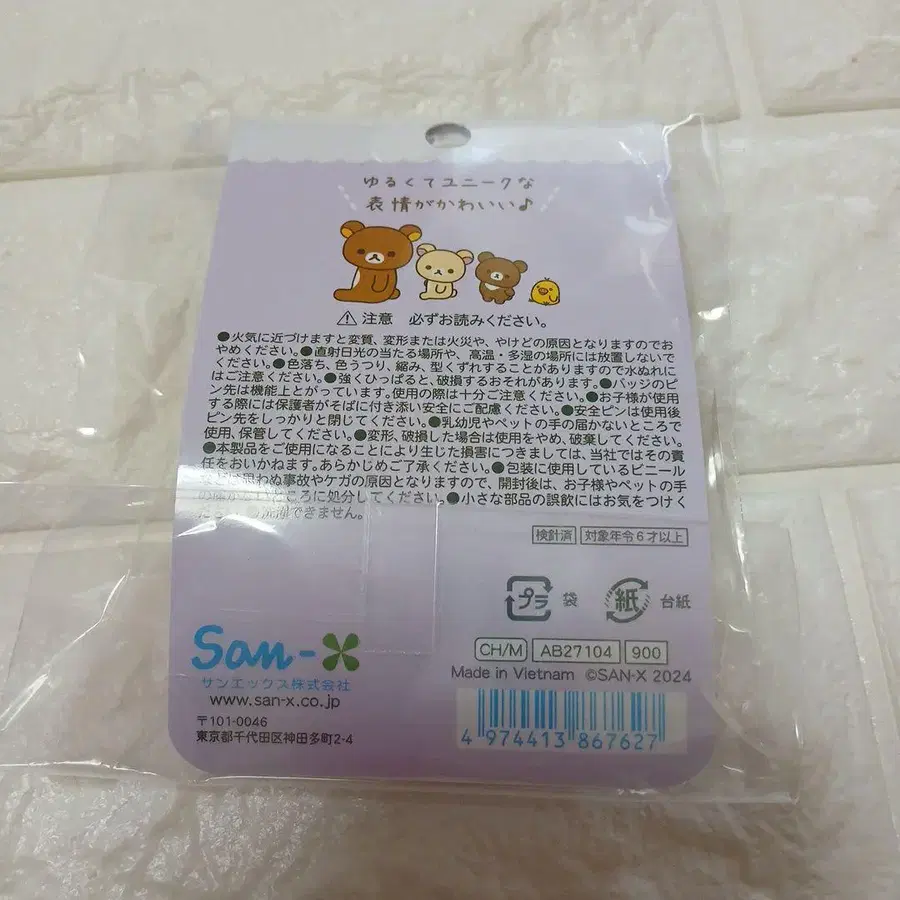 ゆるくてユニークな
表情がかわいい♪
⚠注意 必ずお読みください。
●火気に近づけますと変質、変形または火災や、やけどの原因となりますのでお
やめください。●直射日光の当たる場所や、高温・多湿の場所には放置しないで
ください。●色落ち、色うつり、縮み、型くずれすることがありますので水ぬれに
はご注意ください。●強くひっぱると、破損するおそれがあります。●バッジのピ
ン先は機能上とがっています。使用の際は十分ご注意ください。●お子様が使用
する際には保護者がそばに付き添い安全にご配慮ください。●安全ピンは使用後
ピン先をしっかりと閉じてください。●乳幼児やペットの手の届かないところで
使用、保管してください。●変形、破損した場合は使用をやめ、破棄してください。
●本製品をご使用になることにより生じた損害につきましては、当社ではその責
任をおいかねます。あらかじめご了承ください。●包装に使用しているビニール
思わぬ事故やケガの原因となりますので、開封後は、お子様やペットの手
ところに処分してください。●小さな部品の誤飲にはお気をつけく
できません。
検針済 対象年令6才以上
プラ 袋 紙 台紙
CH/M AB27104 900
Made in Vietnam ©SAN-X 2024
4 974413 867627
San-X
サンエックス株式会社
www.san-x.co.jp
〒101-0046
東京都千代田区神田多町2-4